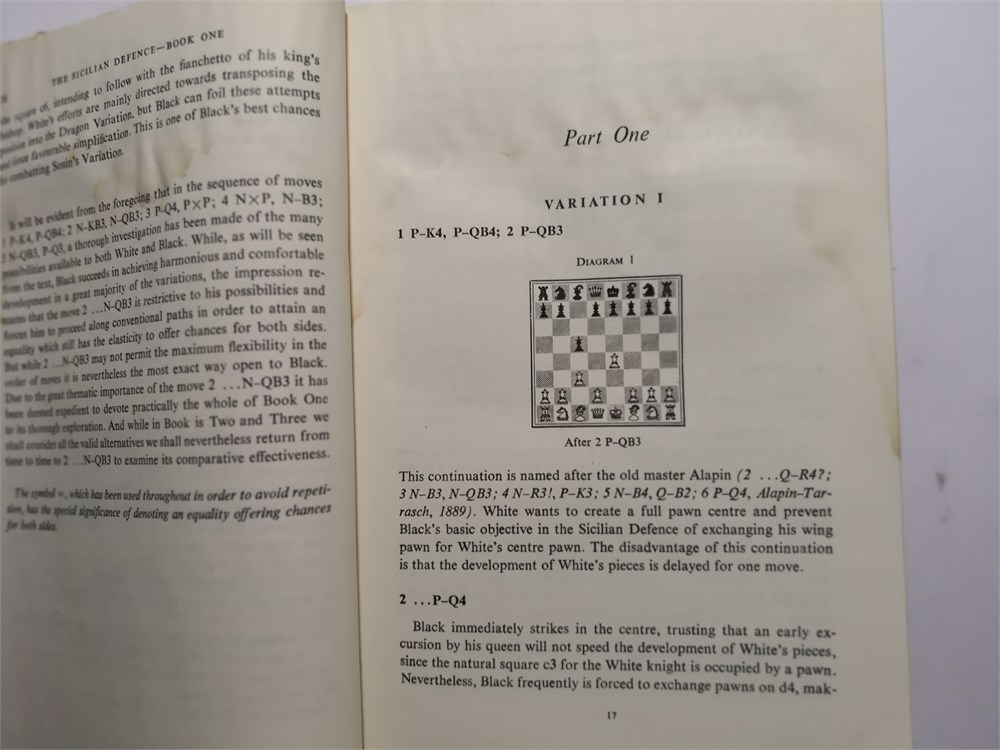 THE SICILIAN DEFENCE—BOOK ONE
the square c6, intending to follow with the fianchetto of his king's
bishop. White's efforts are mainly directed towards transposing the
position into the Dragon Variation, but Black can foil these attempts
and force favourable simplification. This is one of Black's best chances
in combatting Sosin's Variation.
It will be evident from the foregoing that in the sequence of moves
1 P-K4, P-QB4; 2 N-KB3, N-QB3; 3 P-Q4, P×P; 4 N×P, N-B3;
5 N-QB3, P-Q3, a thorough investigation has been made of the many
possibilities available to both White and Black. While, as will be seen
from the text, Black succeeds in achieving harmonious and comfortable
development in a great majority of the variations, the impression re-
mains that the move 2 ...N-QB3 is restrictive to his possibilities and
forces him to proceed along conventional paths in order to attain an
equality which still has the elasticity to offer chances for both sides.
But while 2 ...N-QB3 may not permit the maximum flexibility in the
order of moves it is nevertheless the most exact way open to Black.
Due to the great thematic importance of the move 2 ...N-QB3 it has
been deemed expedient to devote practically the whole of Book One
to its thorough exploration. And while in Book is Two and Three we
shall consider all the valid alternatives we shall nevertheless return from
time to time to 2 ...N-QB3 to examine its comparative effectiveness.
The symbol =, which has been used throughout in order to avoid repeti-
tion, has the special significance of denoting an equality offering chances
for both sides.
Part One
VARIATION I
1 P-K4, P-QB4; 2 P-QB3
DIAGRAM 1
After 2 P-QB3
This continuation is named after the old master Alapin (2 ...Q-R4?;
3 N-B3, N-QB3; 4 N-R3!, P-K3; 5 N-B4, Q-B2; 6 P-Q4, Alapin-Tar-
rasch, 1889). White wants to create a full pawn centre and prevent
Black's basic objective in the Sicilian Defence of exchanging his wing
pawn for White's centre pawn. The disadvantage of this continuation
is that the development of White's pieces is delayed for one move.
2 ...P-Q4
Black immediately strikes in the centre, trusting that an early ex-
cursion by his queen will not speed the development of White's pieces,
since the natural square c3 for the White knight is occupied by a pawn.
Nevertheless, Black frequently is forced to exchange pawns on d4, mak-
17